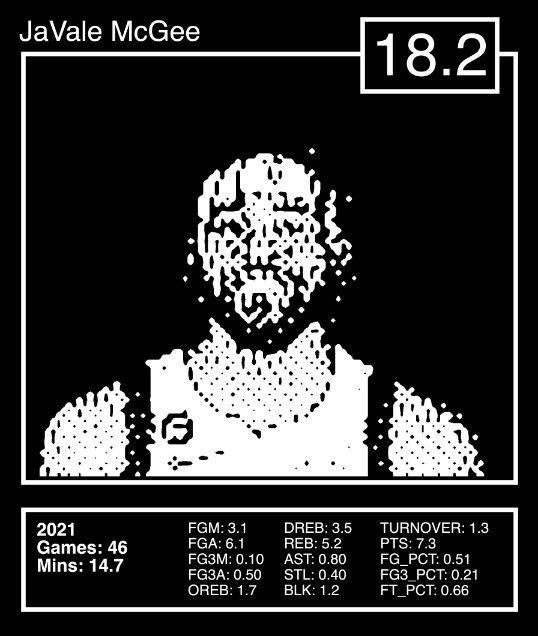 JaVale McGee
18.2
2021
Games: 46
Mins: 14.7
FGM: 3.1
FGA: 6.1
FG3M: 0.10
FG3A: 0.50
OREB: 1.7
DREB: 3.5
REB: 5.2
AST: 0.80
STL: 0.40
BLK: 1.2
TURNOVER: 1.3
PTS: 7.3
FG_PCT: 0.51
FG3_PCT: 0.21
FT_PCT: 0.66